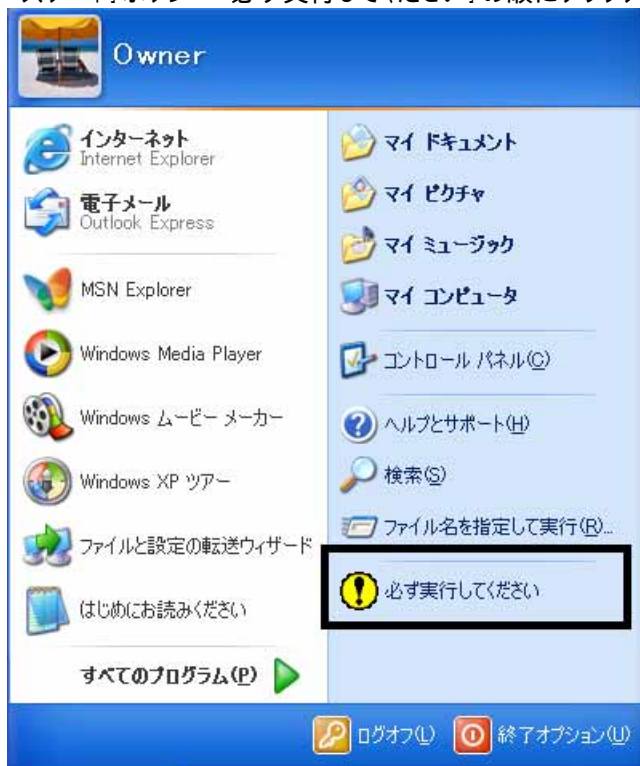 Owner
インターネット
Internet Explorer
電子メール
Outlook Express
MSN Explorer
Windows Media Player
Windows ムービー メーカー
Windows XP ツアー
ファイルと設定の転送ウィザード
はじめにお読みください
すべてのプログラム(P)
マイ ドキュメント
マイ ピクチャ
マイ ミュージック
マイ コンピュータ
コントロール パネル(C)
ヘルプとサポート(H)
検索(S)
ファイル名を指定して実行(R)...
必ず実行してください
ログオフ(L)
終了オプション(U)